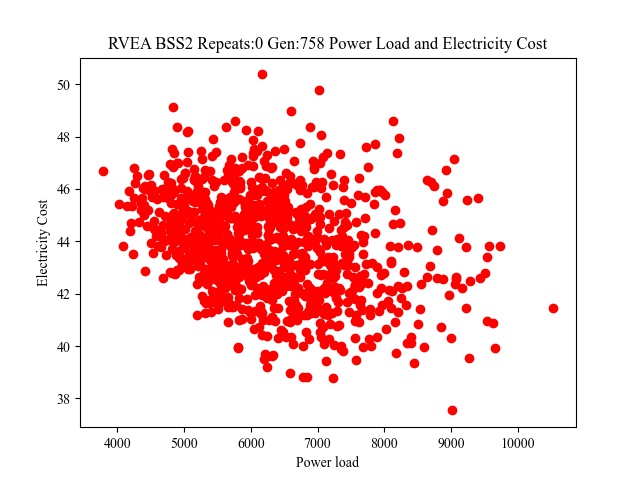 RVEA BSS2 Repeats:0 Gen:758 Power Load and Electricity Cost
50
48
46
44
42
40
38
Electricity Cost
4000 5000 6000 7000 8000 9000 10000
Power load